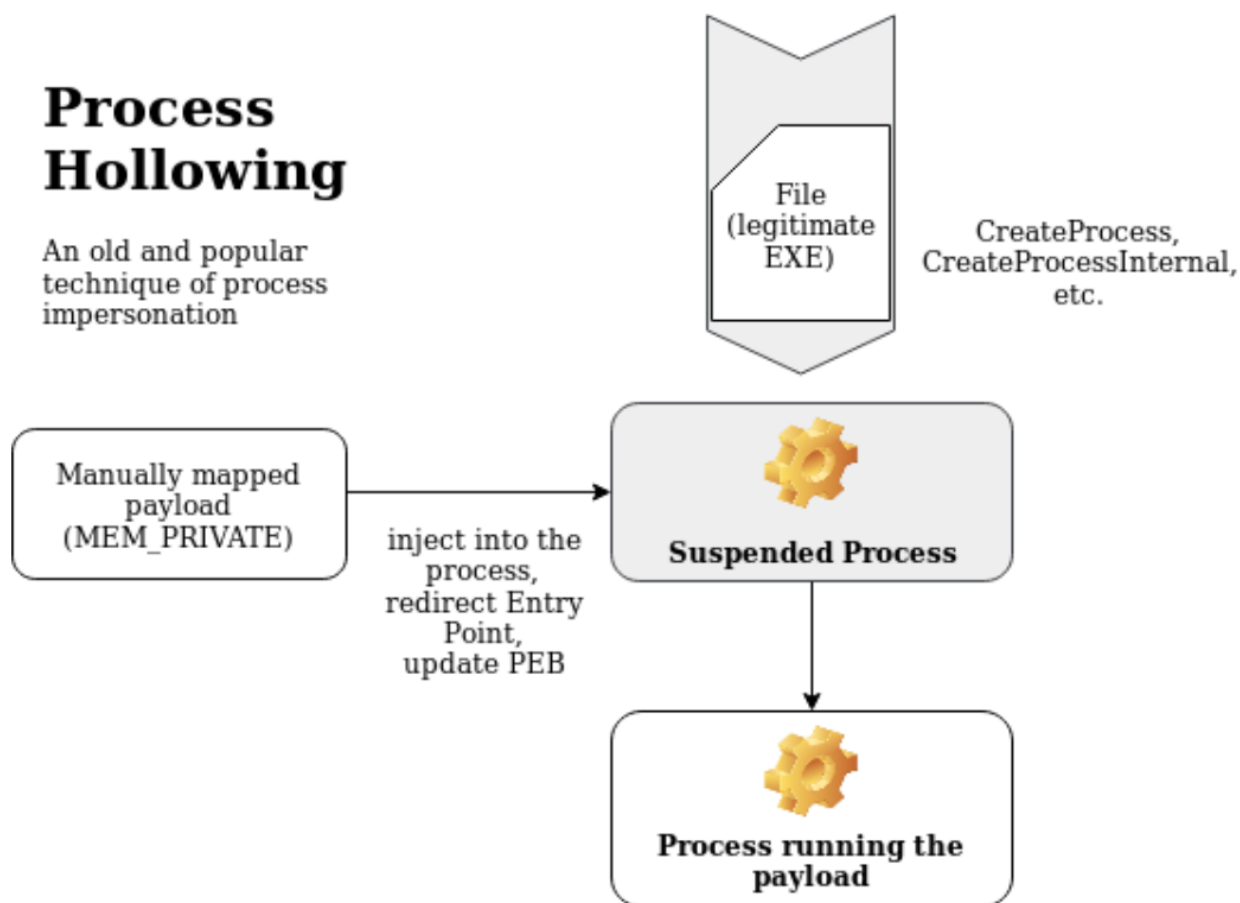 Process
Hollowing
An old and popular
technique of process
impersonation
File
(legitimate
EXE)
CreateProcess,
CreateProcessInternal,
etc.
Manually mapped
payload
(MEM_PRIVATE)
inject into the
process,
redirect Entry
Point,
update PEB
Suspended Process
Process running the
payload